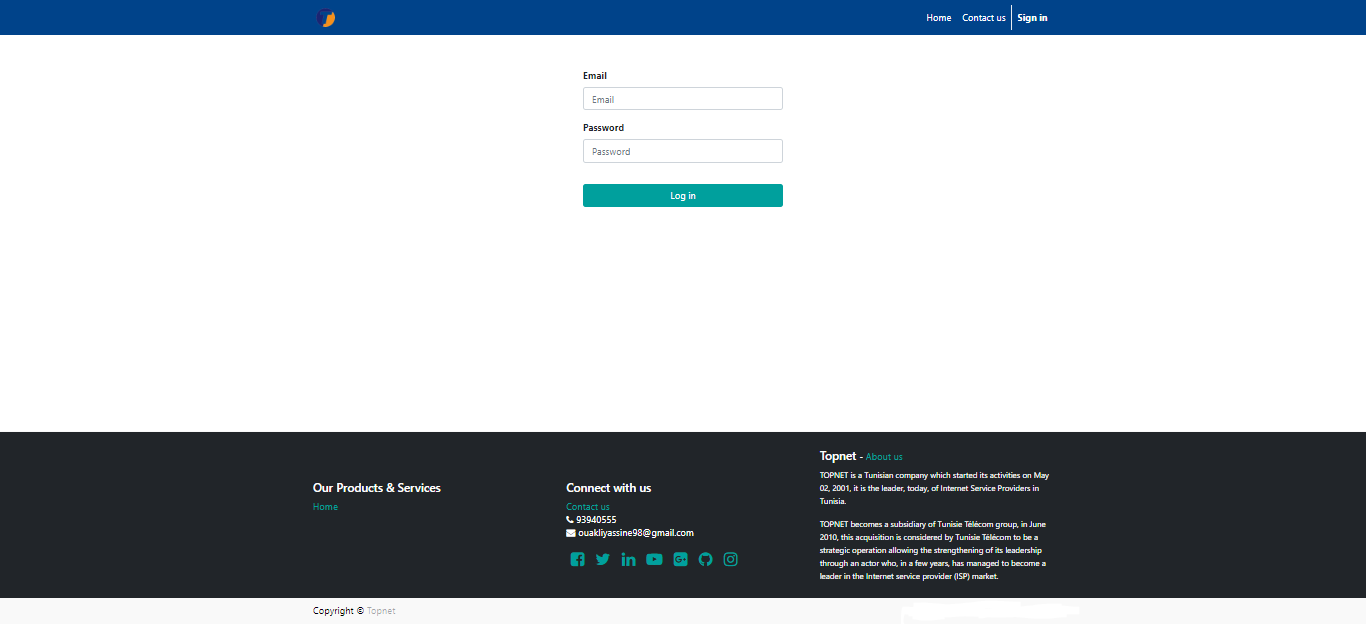 Home Contact us Sign in
Email
Email
Password
Password
Log in
Our Products & Services
Home
Connect with us
Contact us
93940555
ouakliyassine98@gmail.com
Topnet - About us
TOPNET is a Tunisian company which started its activities on May
02, 2001, it is the leader, today, of Internet Service Providers in
Tunisia.
TOPNET becomes a subsidiary of Tunisie Télécom group, in June
2010, this acquisition is considered by Tunisie Télécom to be a
strategic operation allowing the strengthening of its leadership
through an actor who, in a few years, has managed to become a
leader in the Internet service provider (ISP) market.
Copyright © Topnet